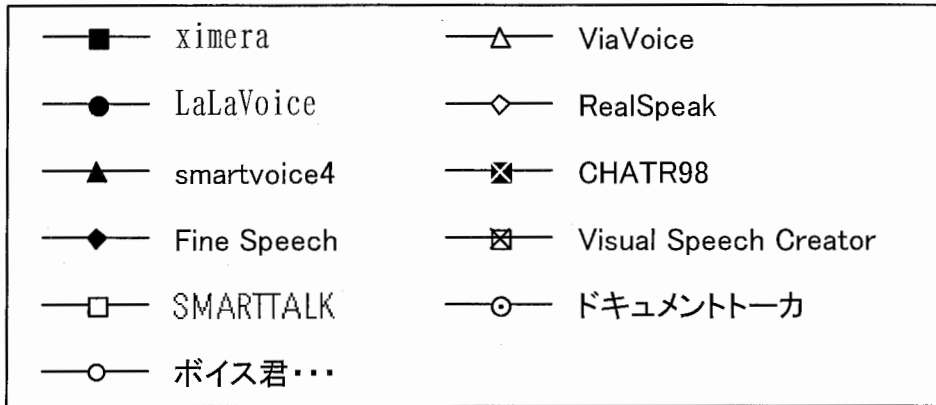 ximera
LaLaVoice
smartvoice4
Fine Speech
SMARTTALK
ボイス君・・・
ViaVoice
RealSpeak
CHATR98
Visual Speech Creator
ドキュメントトーカ